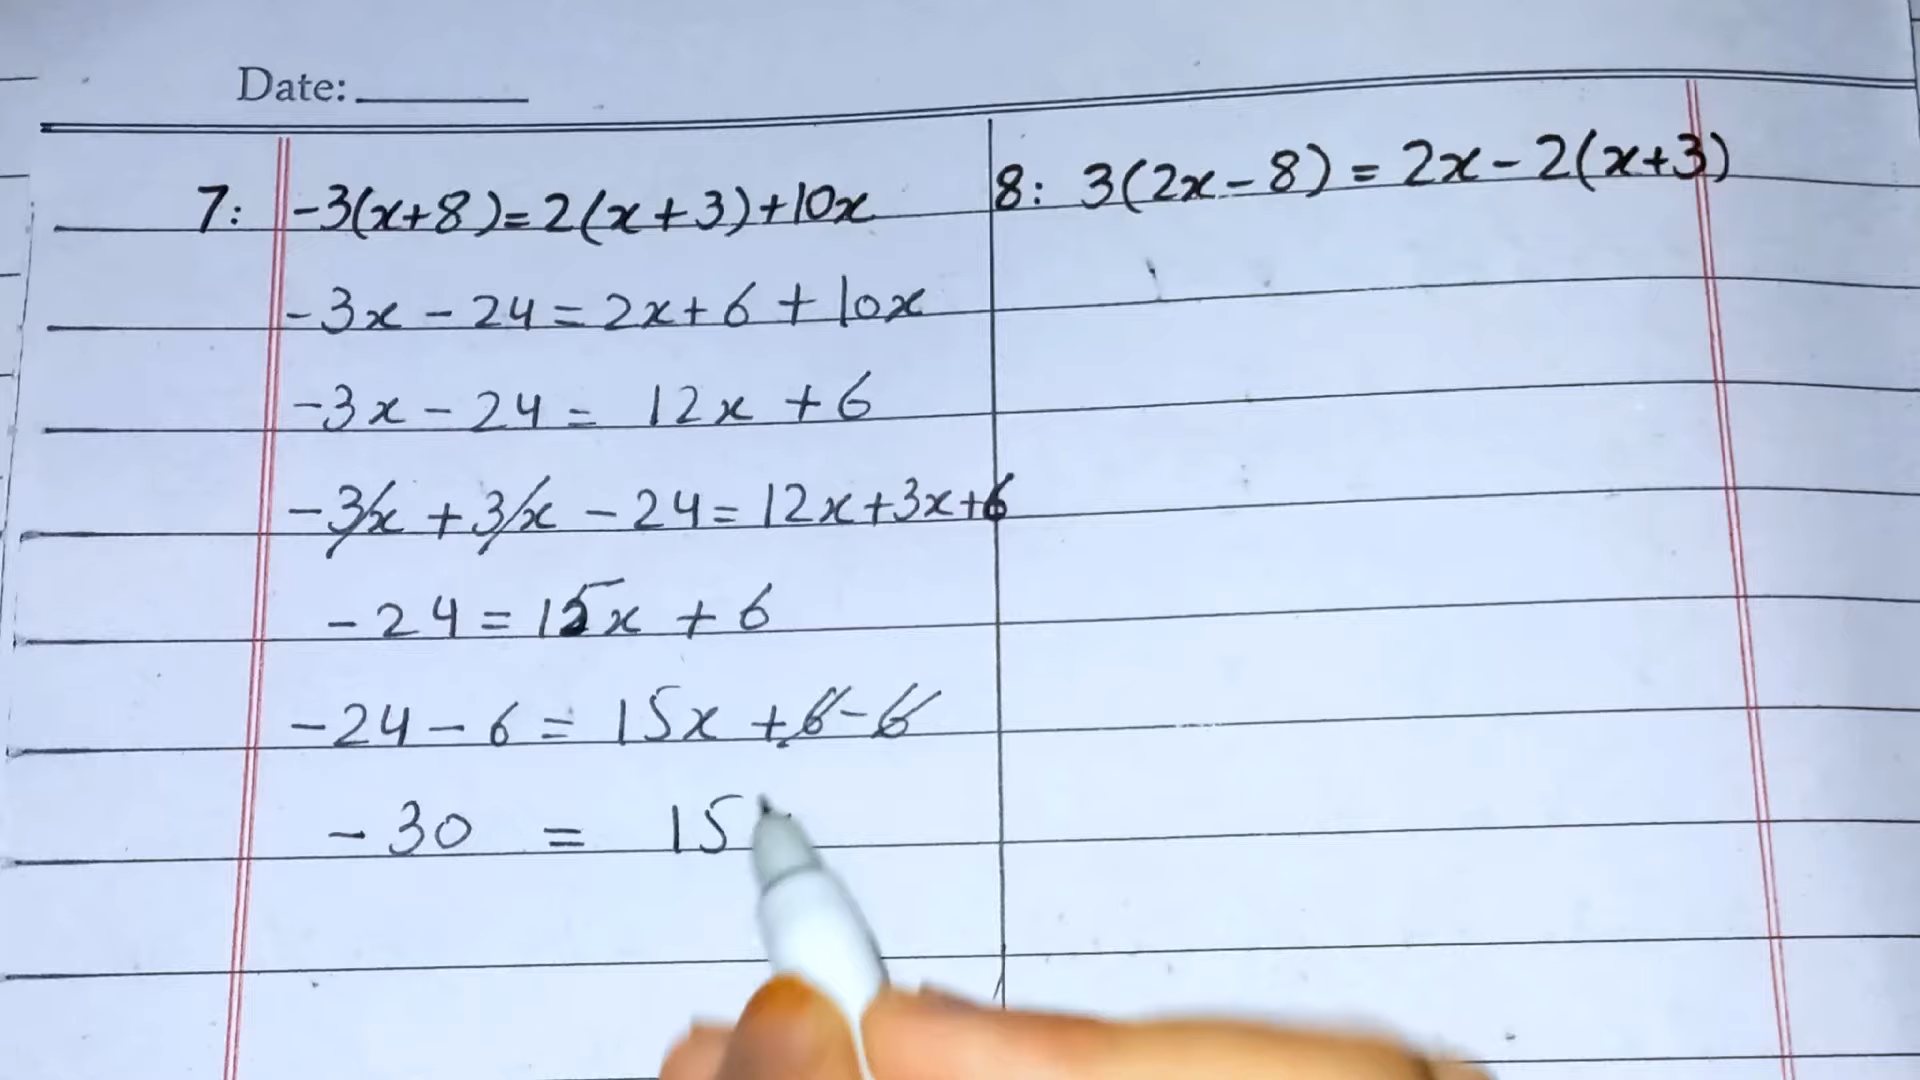 Date:
7: -3(x+8)=2(x+3)+10x
-3x-24=2x+6+10x
-3x-24=12x+6
-3x+3x-24=12x+3x+6
-24=15x+6
-24-6=15x+6-6
-30=15
8: 3(2x-8)=2x-2(x+3)